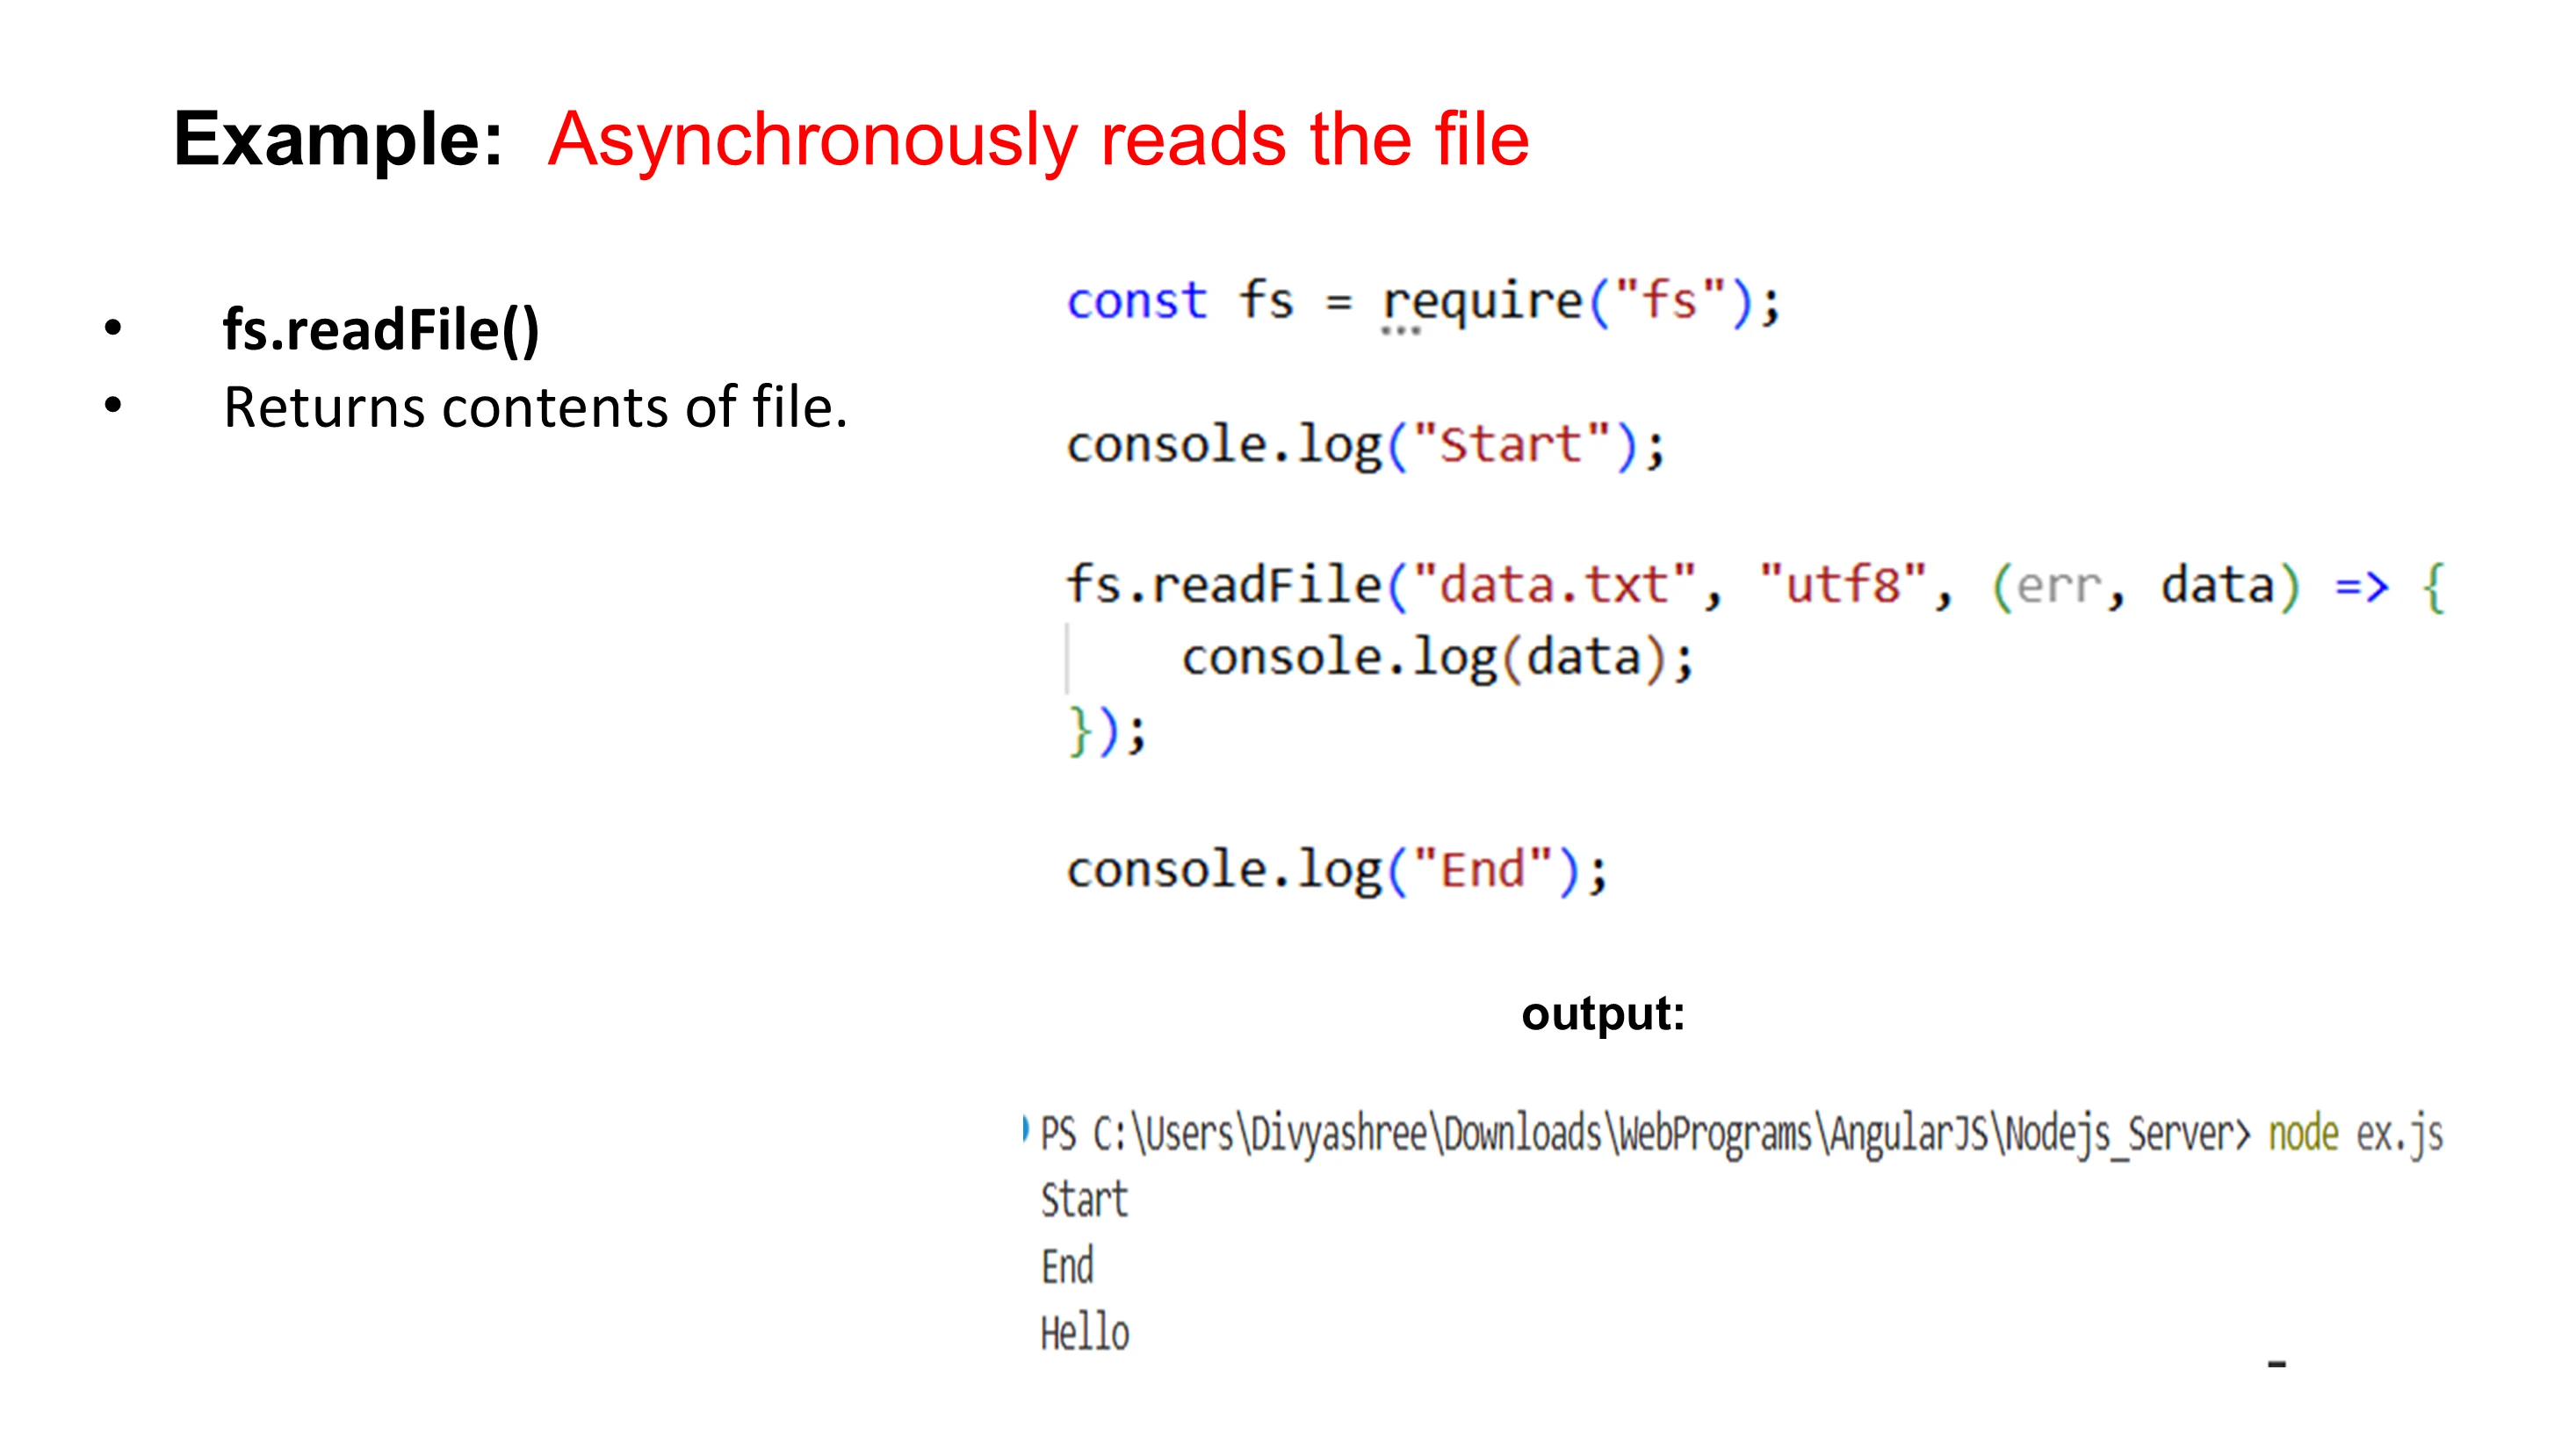 Example: Asynchronously reads the file
• fs.readFile()
• Returns contents of file.
const fs = require("fs");
console.log("Start");
fs.readFile("data.txt", "utf8", (err, data) => {
    console.log(data);
});
console.log("End");
output:
PS C:\Users\Divyashree\Downloads\WebPrograms\AngularJS\Nodejs_Server> node ex.js
Start
End
Hello
-